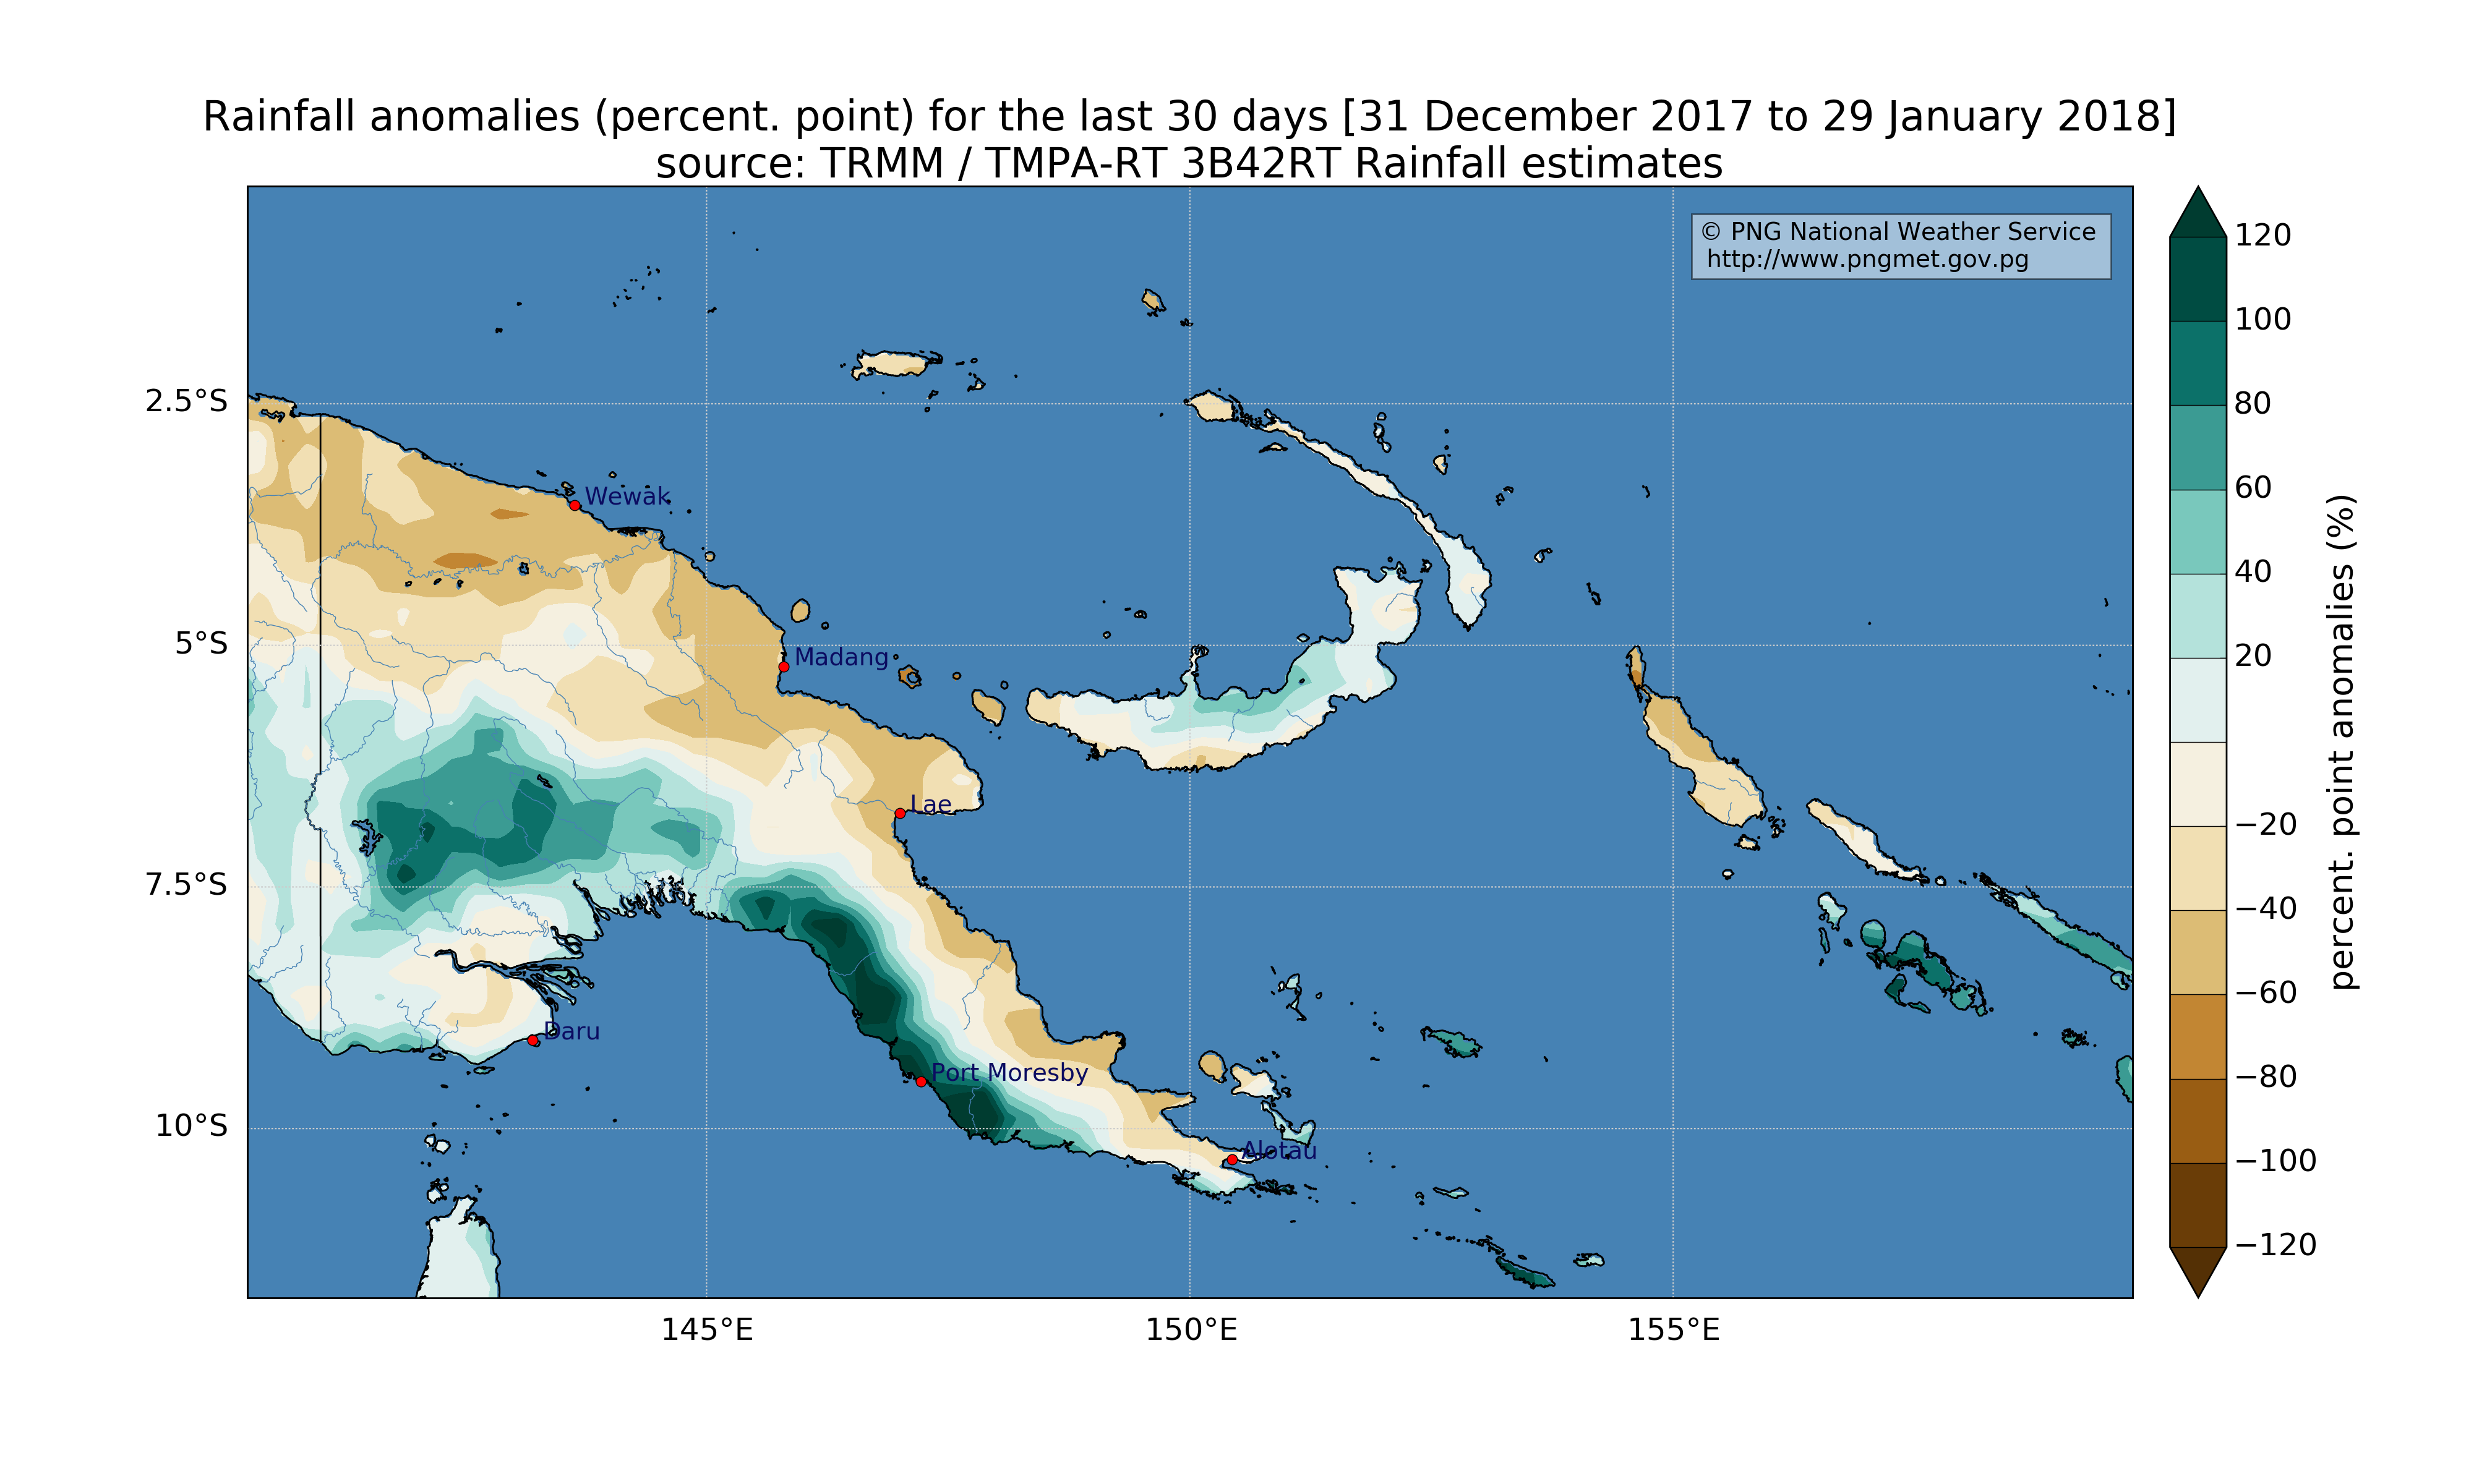 Rainfall anomalies (percent. point) for the last 30 days [31 December 2017 to 29 January 2018]
source: TRMM / TMPA-RT 3B42RT Rainfall estimates
© PNG National Weather Service
http://www.pngmet.gov.pg
2.5°S
5°S
7.5°S
10°S
Wewak
Madang
Lae
Daru
Port Moresby
Alotau
145°E
150°E
155°E
120
100
80
60
40
20
−20
−40
−60
−80
−100
−120
percent. point anomalies (%)